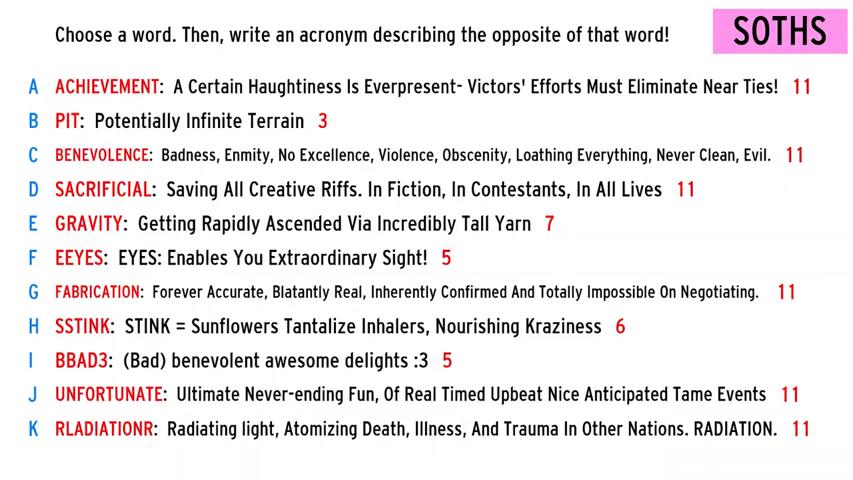 Choose a word. Then, write an acronym describing the opposite of that word!
SOTHS
A ACHIEVEMENT: A Certain Haughtiness Is Everpresent- Victors' Efforts Must Eliminate Near Ties! 11
B PIT: Potentially Infinite Terrain 3
C BENEVOLENCE: Badness, Enmity, No Excellence, Violence, Obscenity, Loathing Everything, Never Clean, Evil. 11
D SACRIFICIAL: Saving All Creative Riffs. In Fiction, In Contestants, In All Lives 11
E GRAVITY: Getting Rapidly Ascended Via Incredibly Tall Yarn 7
F EEYES: EYES: Enables You Extraordinary Sight! 5
G FABRICATION: Forever Accurate, Blatantly Real, Inherently Confirmed And Totally Impossible On Negotiating. 11
H SSTINK: STINK = Sunflowers Tantalize Inhalers, Nourishing Kraziness 6
I BBAD3: (Bad) benevolent awesome delights :3 5
J UNFORTUNATE: Ultimate Never-ending Fun, Of Real Timed Upbeat Nice Anticipated Tame Events 11
K RLADIATIONR: Radiating light, Atomizing Death, Illness, And Trauma In Other Nations. RADIATION. 11